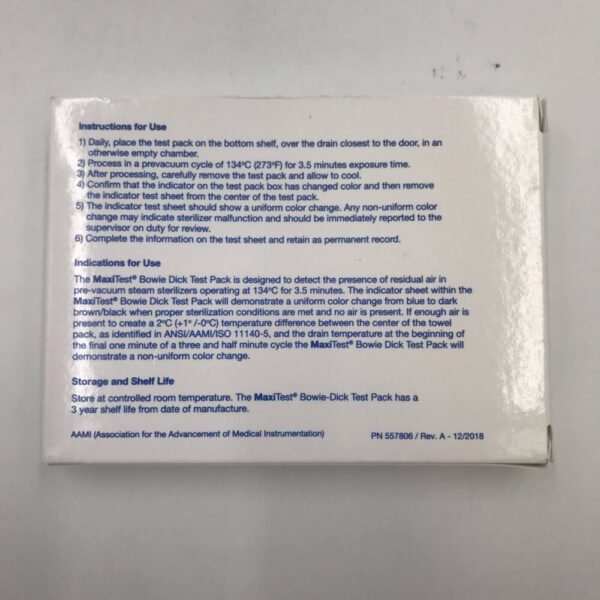 Instructions for Use
1) Daily, place the test pack on the bottom shelf, over the drain closest to the door, in an
otherwise empty chamber.
2) Process in a prevacuum cycle of 134ºC (273ºF) for 3.5 minutes exposure time.
3) After processing, carefully remove the test pack and allow to cool.
4) Confirm that the indicator on the test pack box has changed color and then remove
the indicator test sheet from the center of the test pack.
5) The indicator test sheet should show a uniform color change. Any non-uniform color
change may indicate sterilizer malfunction and should be immediately reported to the
supervisor on duty for review.
6) Complete the information on the test sheet and retain as permanent record.
Indications for Use
The MaxiTest® Bowie Dick Test Pack is designed to detect the presence of residual air in
pre-vacuum steam sterilizers operating at 134ºC for 3.5 minutes. The indicator sheet within the
MaxiTest® Bowie Dick Test Pack will demonstrate a uniform color change from blue to dark
brown/black when proper sterilization conditions are met and no air is present. If enough air is
present to create a 2ºC (+1º /-0ºC) temperature difference between the center of the towel
pack, as identified in ANSI/AAMI/ISO 11140-5, and the drain temperature at the beginning of
the final one minute of a three and half minute cycle the MaxiTest® Bowie Dick Test Pack will
demonstrate a non-uniform color change.
Storage and Shelf Life
Store at controlled room temperature. The MaxiTest® Bowie-Dick Test Pack has a
3 year shelf life from date of manufacture.
AAMI (Association for the Advancement of Medical Instrumentation) PN 557806 / Rev. A - 12/2018